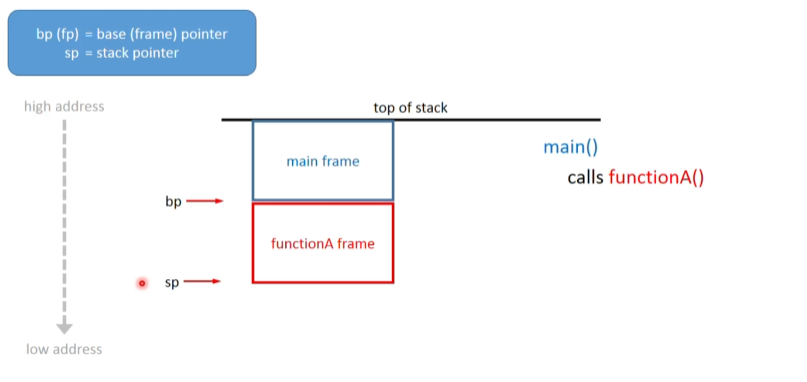 bp (fp) = base (frame) pointer
sp = stack pointer
high address
top of stack
main frame
main()
calls functionA()
bp
functionA frame
sp
low address